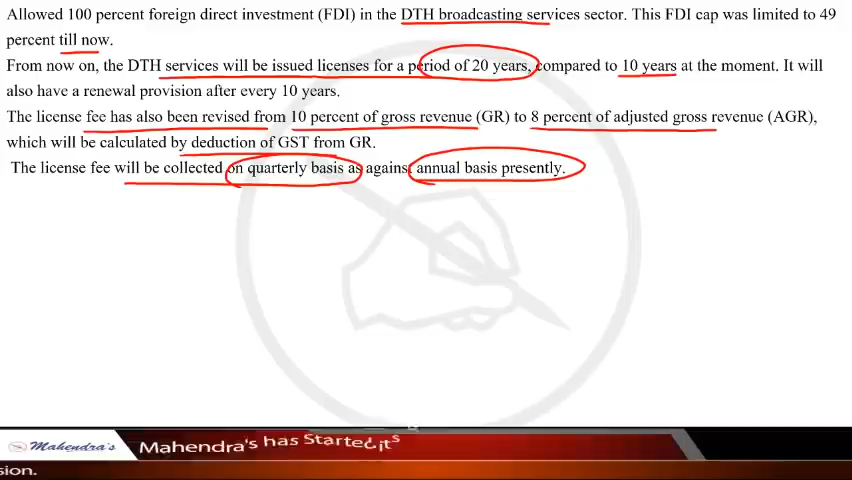 Allowed 100 percent foreign direct investment (FDI) in the DTH broadcasting services sector. This FDI cap was limited to 49
percent till now.
From now on, the DTH services will be issued licenses for a period of 20 years, compared to 10 years at the moment. It will
also have a renewal provision after every 10 years.
The license fee has also been revised from 10 percent of gross revenue (GR) to 8 percent of adjusted gross revenue (AGR),
which will be calculated by deduction of GST from GR.
The license fee will be collected on quarterly basis as against annual basis presently.
Mahendra's
Mahendra's has Started it's
sion.